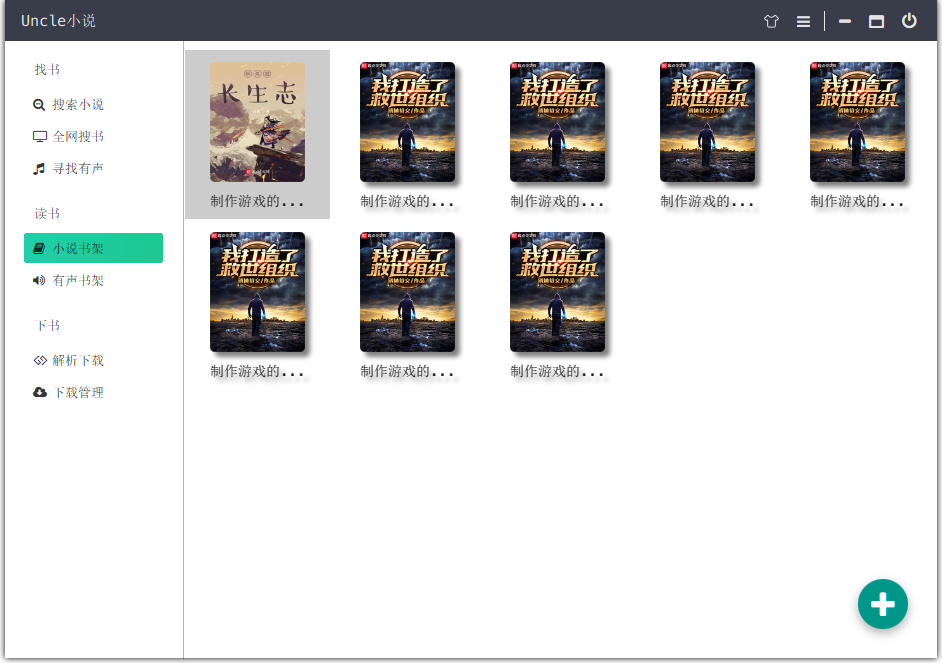 Uncle小说
找书
搜索小说
全网搜书
寻找有声
读书
小说书架
有声书架
下书
解析下载
下载管理
长生志
制作游戏的...
我打造了
救世组织
制作游戏的...
我打造了
救世组织
制作游戏的...
我打造了
救世组织
制作游戏的...
我打造了
救世组织
制作游戏的...
我打造了
救世组织
制作游戏的...
我打造了
救世组织
制作游戏的...
我打造了
救世组织
制作游戏的...